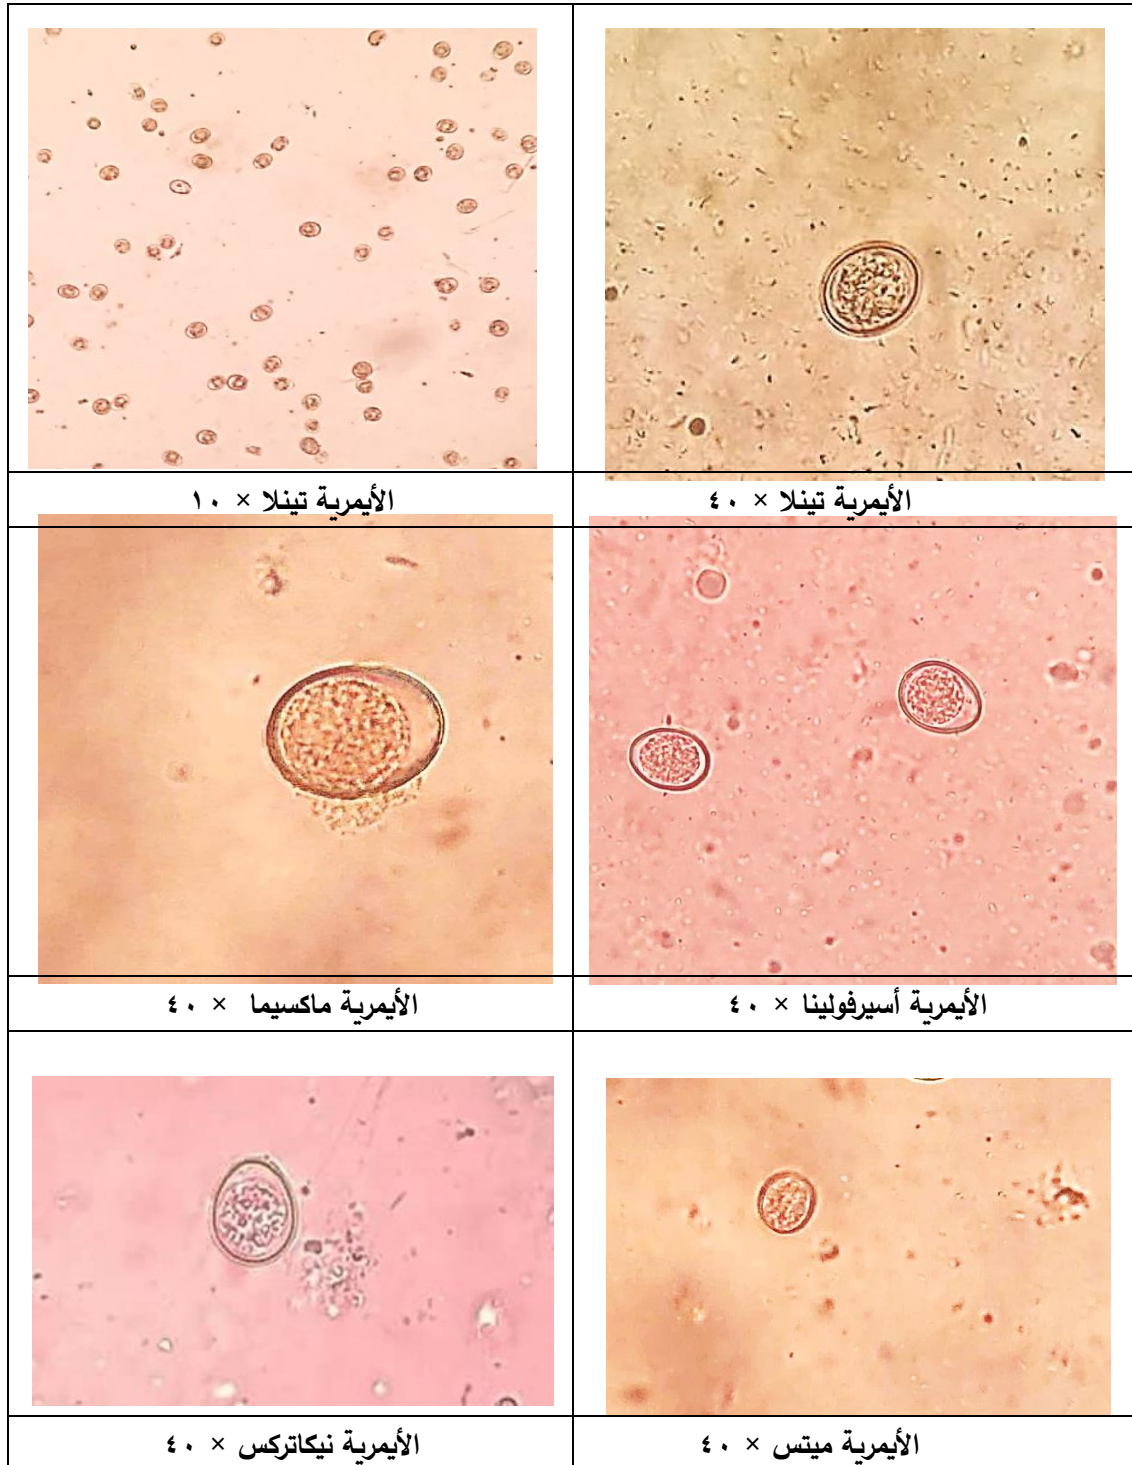 الأيمرية تينلا × ٤٠
الأيمرية تينلا × ١٠
الأيمرية أسيرفولينا × ٤٠
الأيمرية ماكسيما × ٤٠
الأيمرية ميتس × ٤٠
الأيمرية نيكاتركس × ٤٠